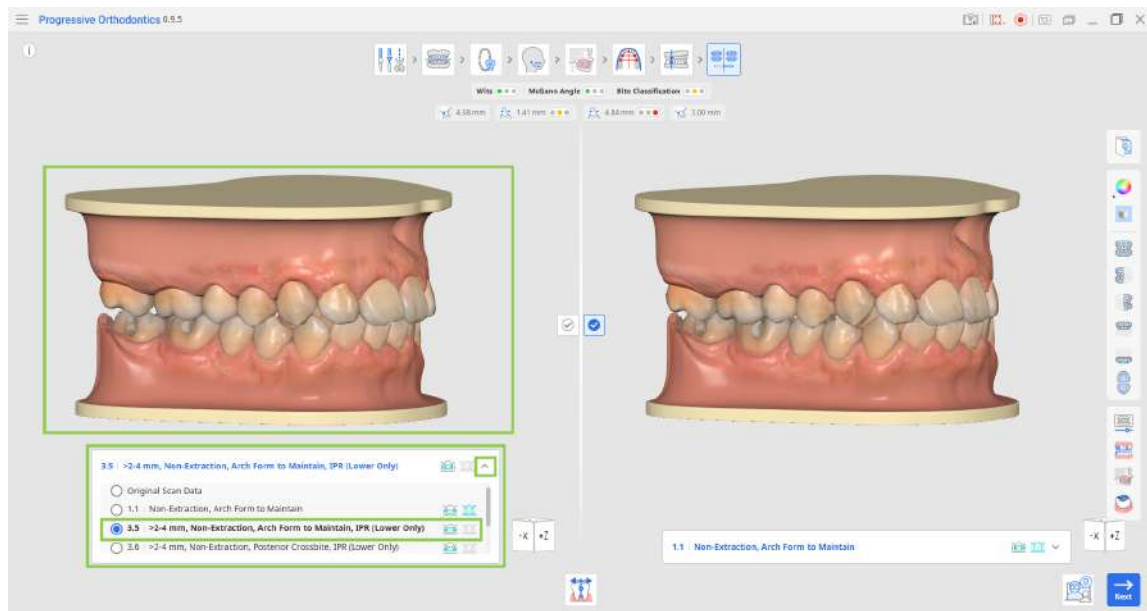 Progressive Orthodontics 0.9.5
Wits McGann Angle Bite Classification
4.58 mm 1.41 mm 4.84 mm 3.00 mm
3.5 >2-4 mm, Non-Extraction, Arch Form to Maintain, IPR (Lower Only)
Original Scan Data
1.1 Non-Extraction, Arch Form to Maintain
3.5 >2-4 mm, Non-Extraction, Arch Form to Maintain, IPR (Lower Only)
3.6 >2-4 mm, Non-Extraction, Posterior Crossbite, IPR (Lower Only)
-X +Z
1.1 Non-Extraction, Arch Form to Maintain
-X +Z
Next